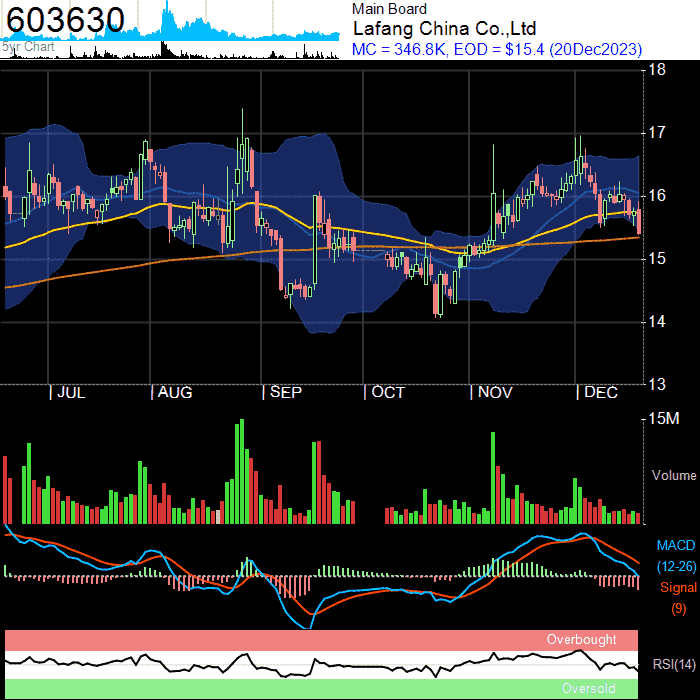 603630
5yr Chart
Main Board
Lafang China Co.,Ltd
MC = 346.8K, EOD = $15.4 (20Dec2023)
18
17
16
15
14
13
| JUL | AUG | SEP | OCT | NOV | DEC
15M
Volume
MACD
(12-26)
Signal
(9)
Overbought
RSI(14)
Oversold